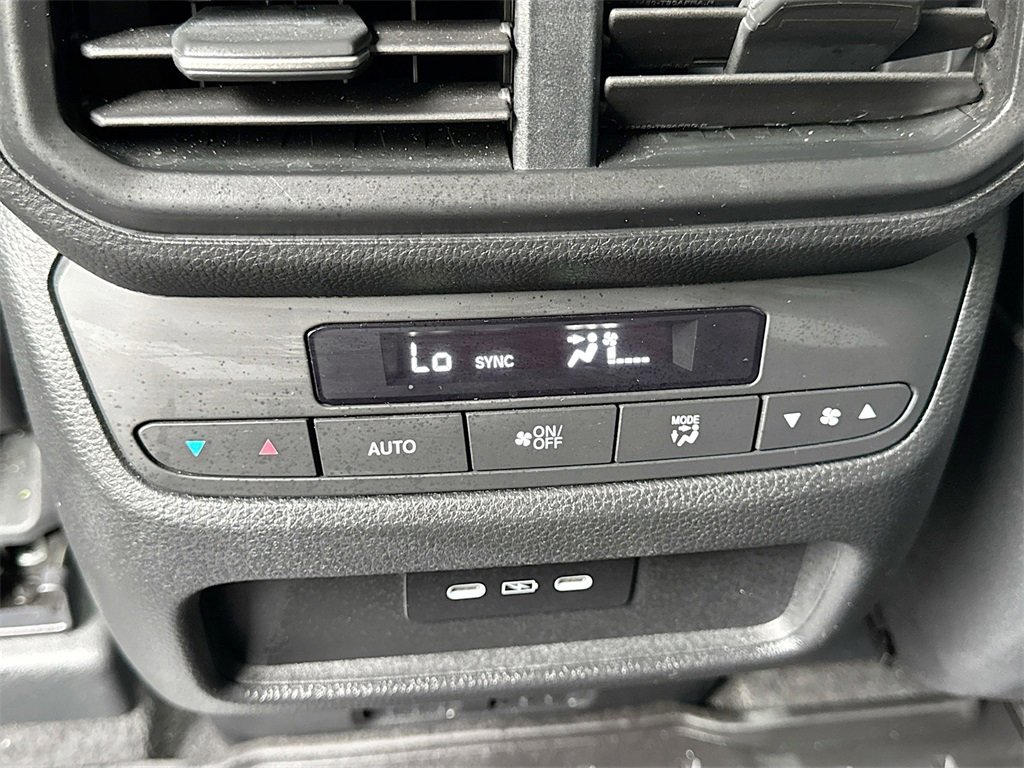 Lo SYNC
AUTO
ON/
OFF
MODE